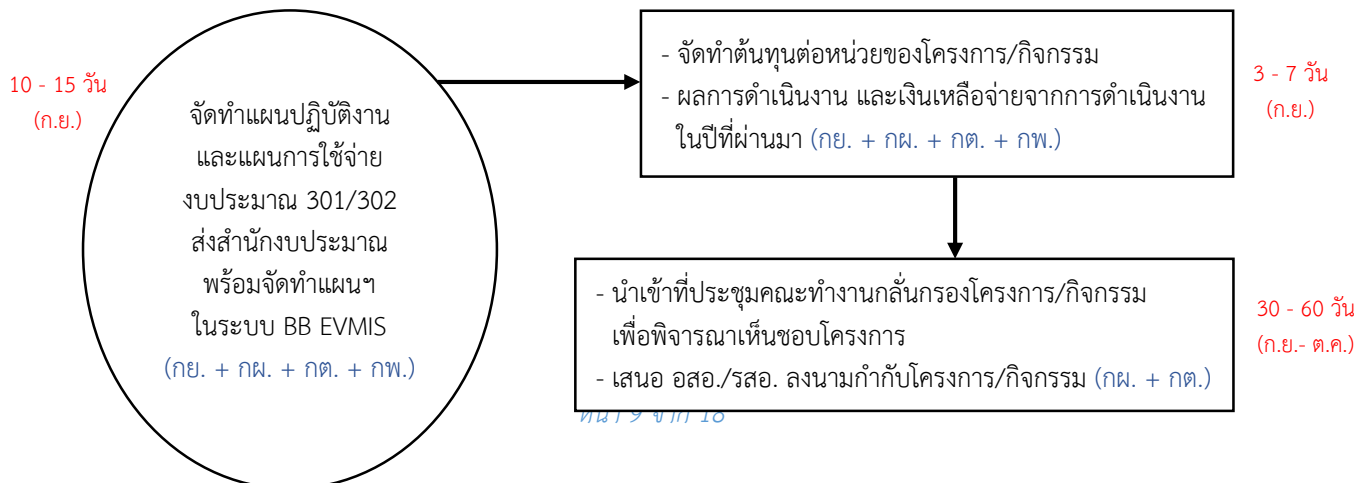 10 - 15 วัน
(ก.ย.)
จัดทำแผนปฏิบัติงาน
และแผนการใช้จ่าย
งบประมาณ 301/302
ส่งสำนักงบประมาณ
พร้อมจัดทำแผนฯ
ในระบบ BB EVMIS
(กย. + กผ. + กต. + กพ.)
- จัดทำต้นทุนต่อหน่วยของโครงการ/กิจกรรม
- ผลการดำเนินงาน และเงินเหลือจ่ายจากการดำเนินงาน
ในปีที่ผ่านมา (กย. + กผ. + กต. + กพ.)
3 - 7 วัน
(ก.ย.)
- นำเข้าที่ประชุมคณะทำงานกลั่นกรองโครงการ/กิจกรรม
เพื่อพิจารณาเห็นชอบโครงการ
- เสนอ อสอ./รสอ. ลงนามกำกับโครงการ/กิจกรรม (กผ. + กต.)
30 - 60 วัน
(ก.ย.- ต.ค.)
หน้า 9 จาก 18